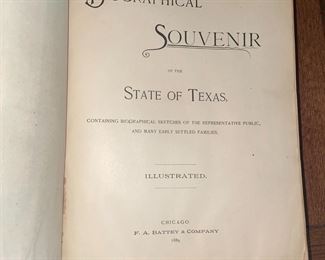 BIOGRAPHICAL
SOUVENIR
OF THE
STATE OF TEXAS,
CONTAINING BIOGRAPHICAL SKETCHES OF THE REPRESENTATIVE PUBLIC,
AND MANY EARLY SETTLED FAMILIES.
ILLUSTRATED.
CHICAGO
F. A. BATTEY & COMPANY
1889